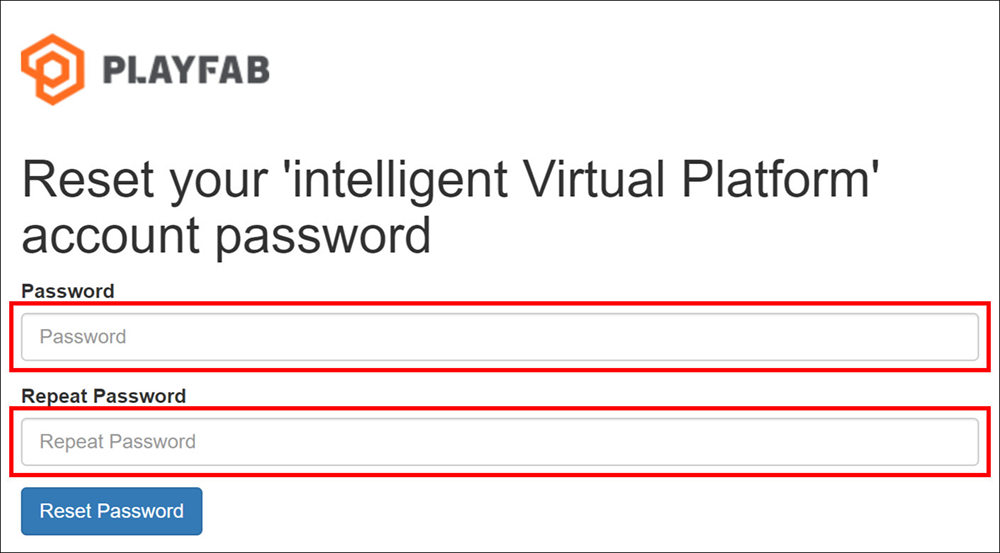 PLAYFAB
Reset your 'intelligent Virtual Platform'
account password
Password
Password
Repeat Password
Repeat Password
Reset Password